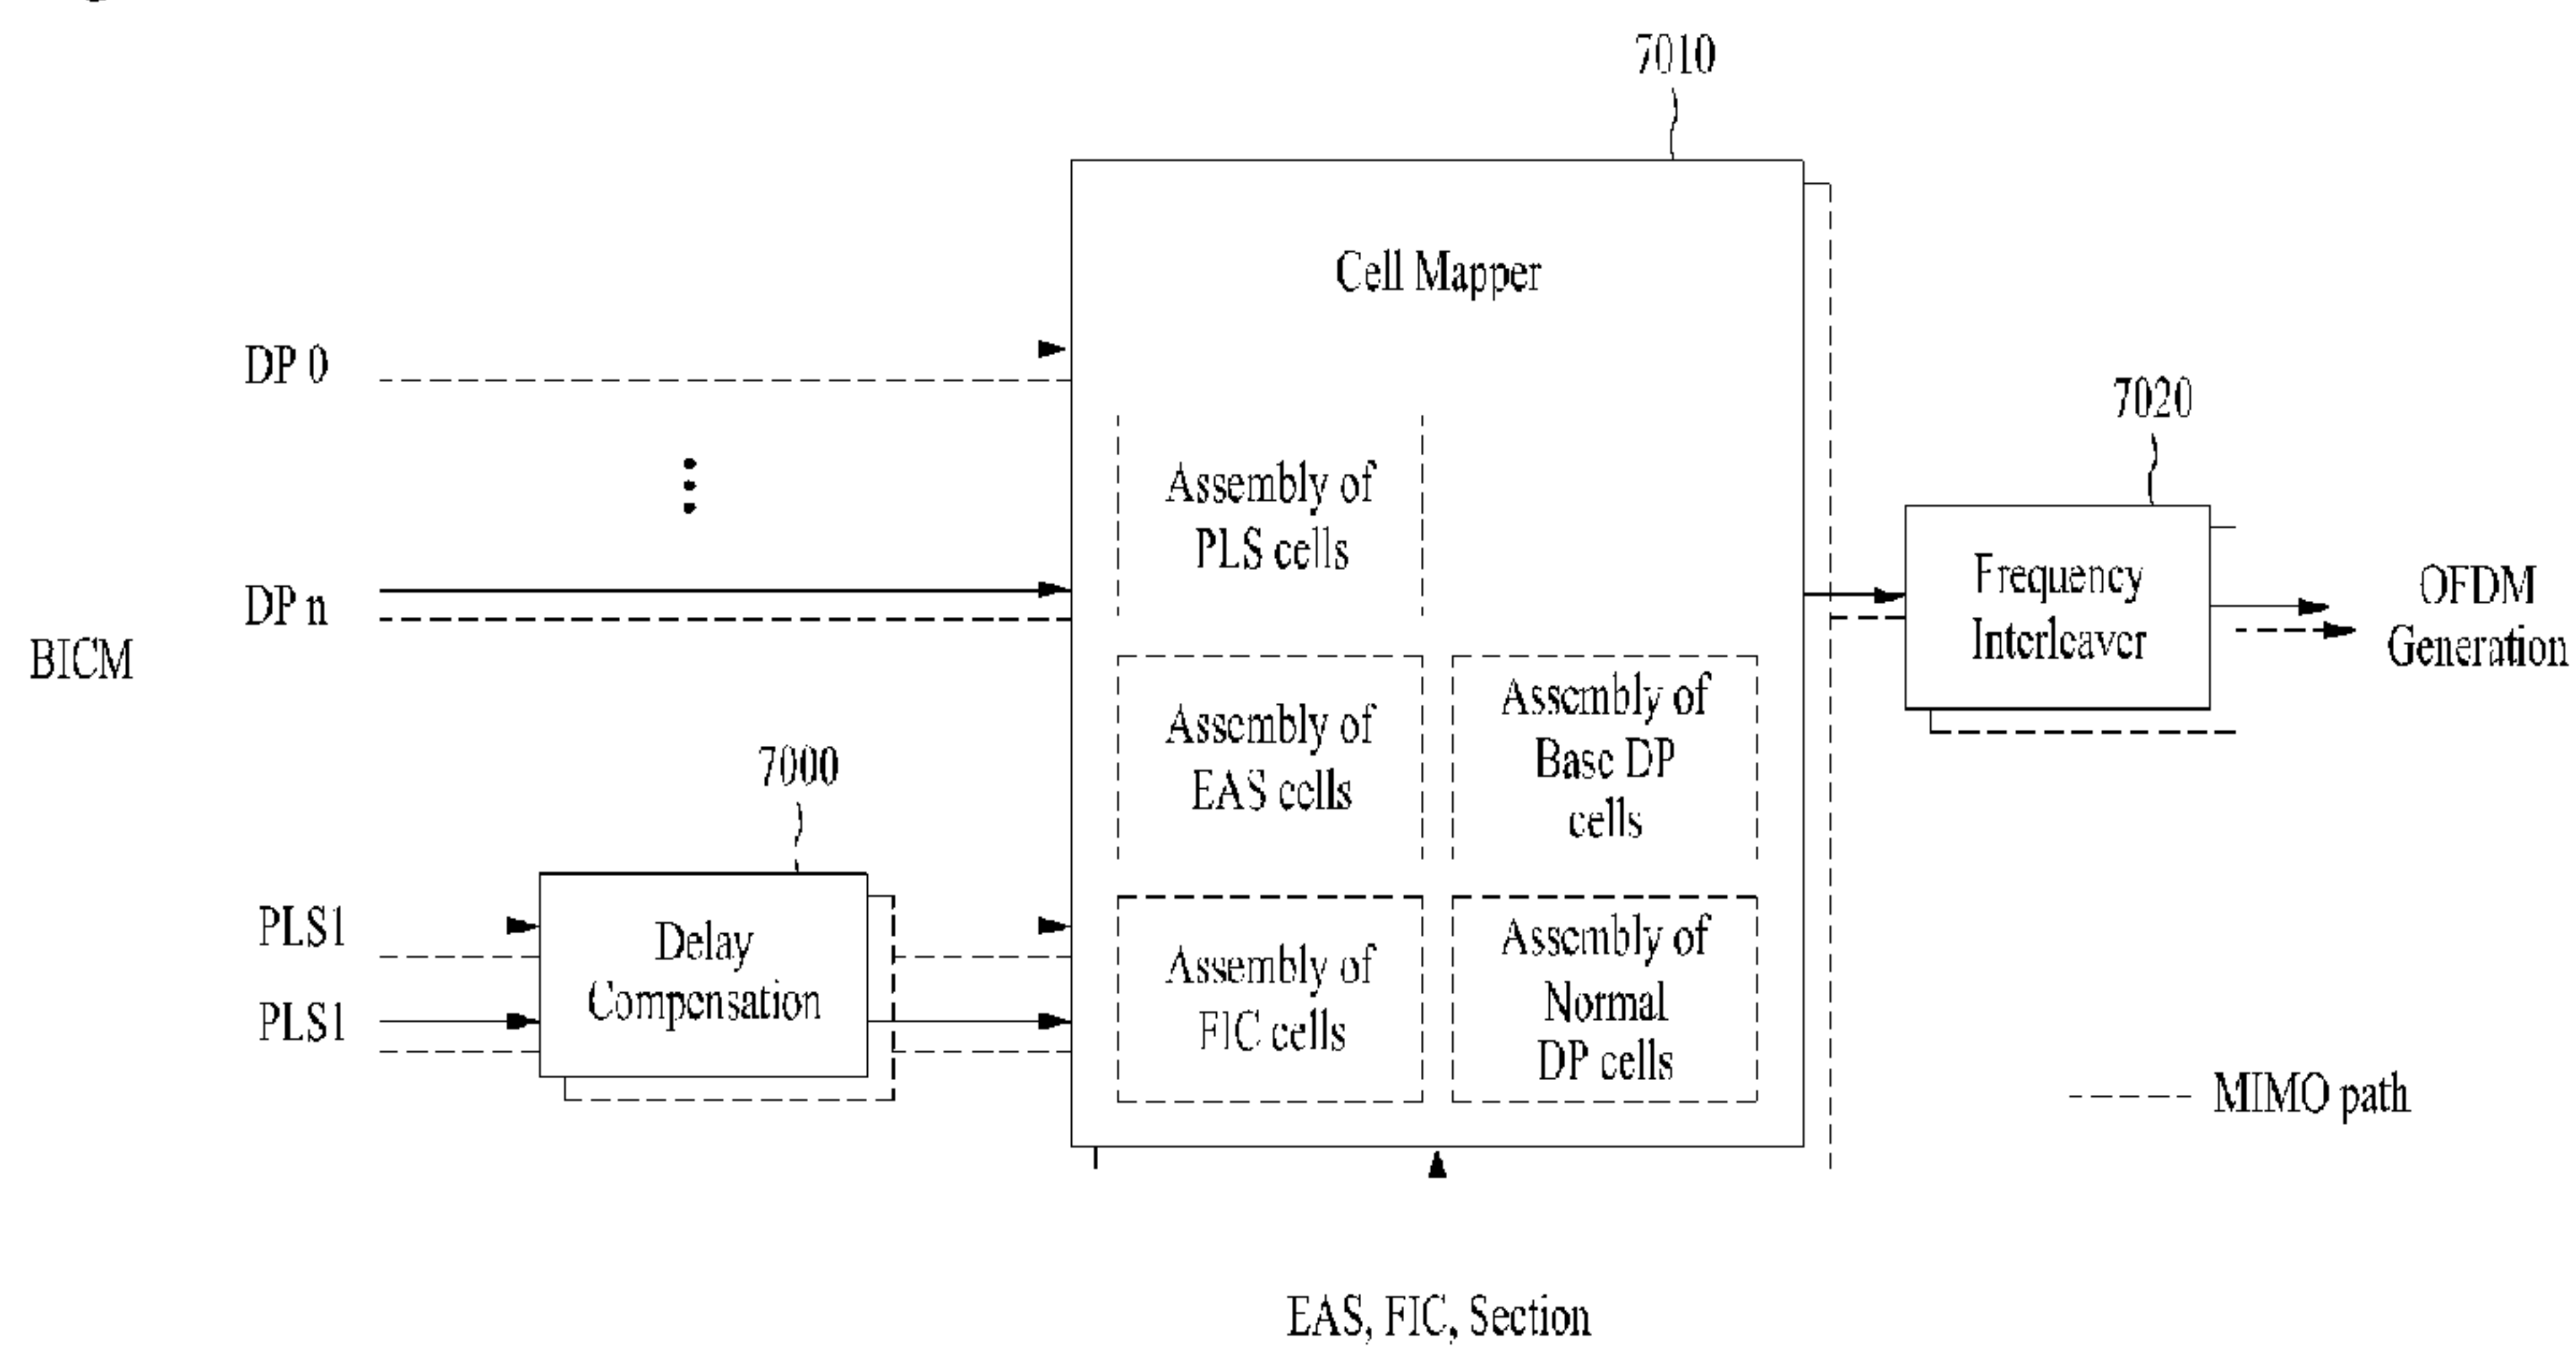 7010
Cell Mapper
DP 0
7020
Assembly of
PLS cells
Frequency
Interleaver
OFDM
Generation
DP n
BICM
Assembly of
EAS cells
Assembly of
Base DP
cells
7000
PLS1
PLS1
Delay
Compensation
Assembly of
FIC cells
Assembly of
Normal
DP cells
MIMO path
EAS, FIC, Section